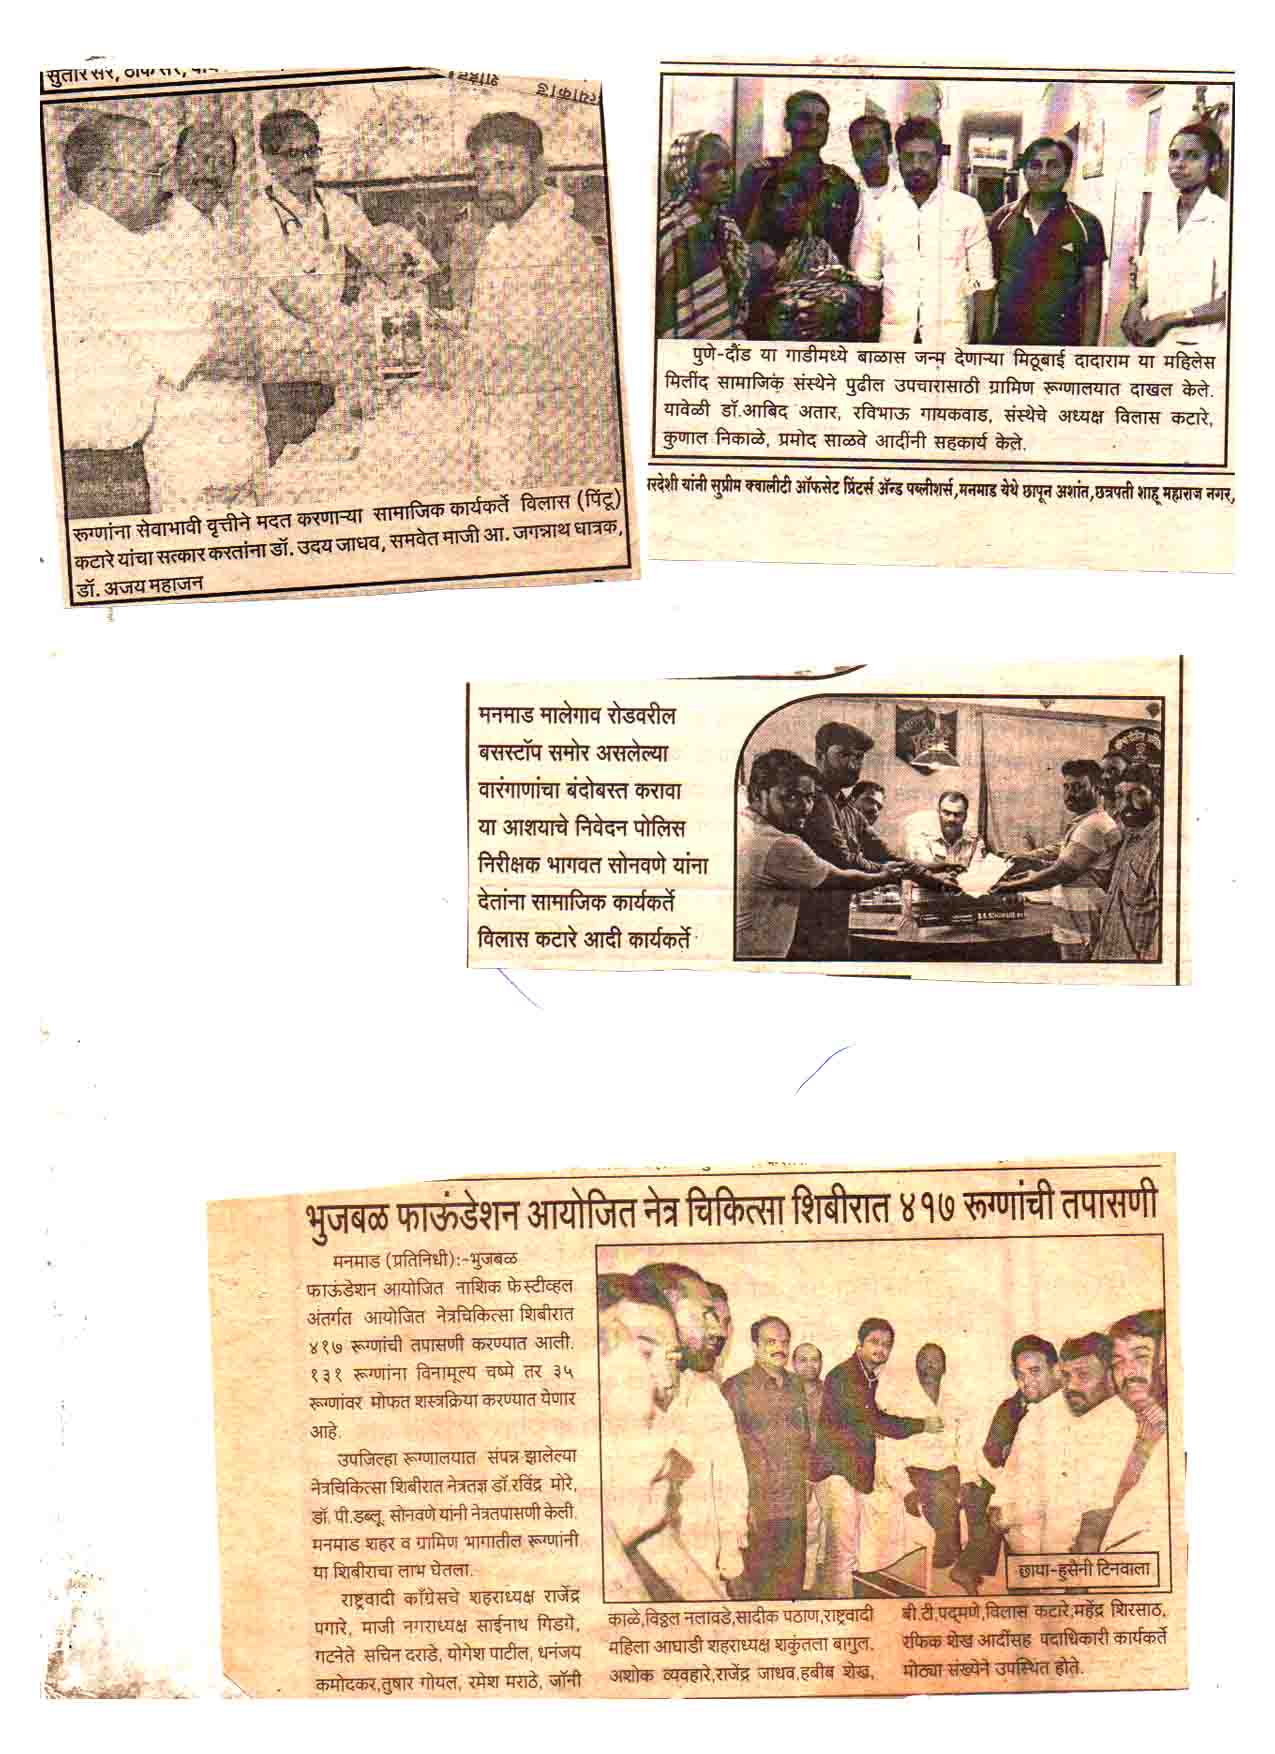 सुतार सर, ठाकसर,
रूग्णांना सेवाभावी वृत्तीने मदत करणाऱ्या सामाजिक कार्यकर्ते विलास (पिंटू)
कटारे यांचा सत्कार करतांना डॉ. उदय जाधव, समवेत माजी आ. जगन्नाथ धात्रक,
डॉ. अजय महाजन
पुणे-दौंड या गाडीमध्ये बाळास जन्म देणाऱ्या मिठूबाई दादाराम या महिलेस
मिलींद सामाजिक संस्थेने पुढील उपचारासाठी ग्रामिण रूग्णालयात दाखल केले.
यावेळी डॉ.आबिद अतार, रविभाऊ गायकवाड, संस्थेचे अध्यक्ष विलास कटारे,
कुणाल निकाळे, प्रमोद साळवे आदींनी सहकार्य केले.
रदेशी यांनी सुप्रीम क्वालीटी ऑफसेट प्रिंटर्स ॲन्ड पब्लीशर्स,मनमाड येथे छापून अशांत,छत्रपती शाहू महाराज नगर,
मनमाड मालेगाव रोडवरील
बसस्टॉप समोर असलेल्या
वारंगाणांचा बंदोबस्त करावा
या आशयाचे निवेदन पोलिस
निरीक्षक भागवत सोनवणे यांना
देतांना सामाजिक कार्यकर्ते
विलास कटारे आदी कार्यकर्ते
भुजबळ फाऊंडेशन आयोजित नेत्र चिकित्सा शिबीरात ४१७ रूग्णांची तपासणी
मनमाड (प्रतिनिधी):-भुजबळ
फाऊंडेशन आयोजित नाशिक फेस्टीव्हल
अंतर्गत आयोजित नेत्रचिकित्सा शिबीरात
४१७ रूग्णांची तपासणी करण्यात आली.
१३१ रूग्णांना विनामूल्य चष्मे तर ३५
रूग्णांवर मोफत शस्त्रक्रिया करण्यात येणार
आहे.
उपजिल्हा रूग्णालयात संपन्न झालेल्या
नेत्रचिकित्सा शिबीरात नेत्रतज्ञ डॉ.रविंद्र मोरे,
डॉ. पी.डब्लू. सोनवणे यांनी नेत्रतपासणी केली.
मनमाड शहर व ग्रामिण भागातील रूग्णांनी
या शिबीराचा लाभ घेतला.
राष्ट्रवादी काँग्रेसचे शहराध्यक्ष राजेंद्र
पगारे, माजी नगराध्यक्ष साईनाथ गिडगे,
गटनेते सचिन दराडे, योगेश पाटील, धनंजय
कमोदकर,तुषार गोयल, रमेश मराठे, जॉनी
छाया-हुसेनी टिनवाला
काळे,विठ्ठल नलावडे,सादीक पठाण,राष्ट्रवादी
महिला आघाडी शहराध्यक्ष शकुंतला बागुल,
अशोक व्यवहारे,राजेंद्र जाधव,हबीब शेख,
बी.टी.पद्मणे,विलास कटारे,महेंद्र शिरसाठ,
रफिक शेख आदींसह पदाधिकारी कार्यकर्ते
मोठ्या संख्येने उपस्थित होते.